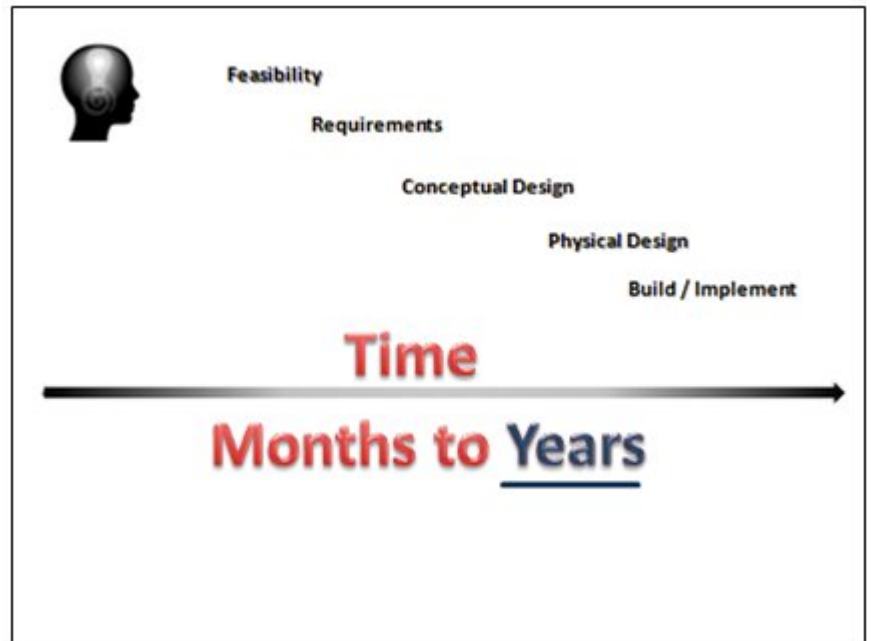 Feasibility
Requirements
Conceptual Design
Physical Design
Build / Implement
Time
Months to Years